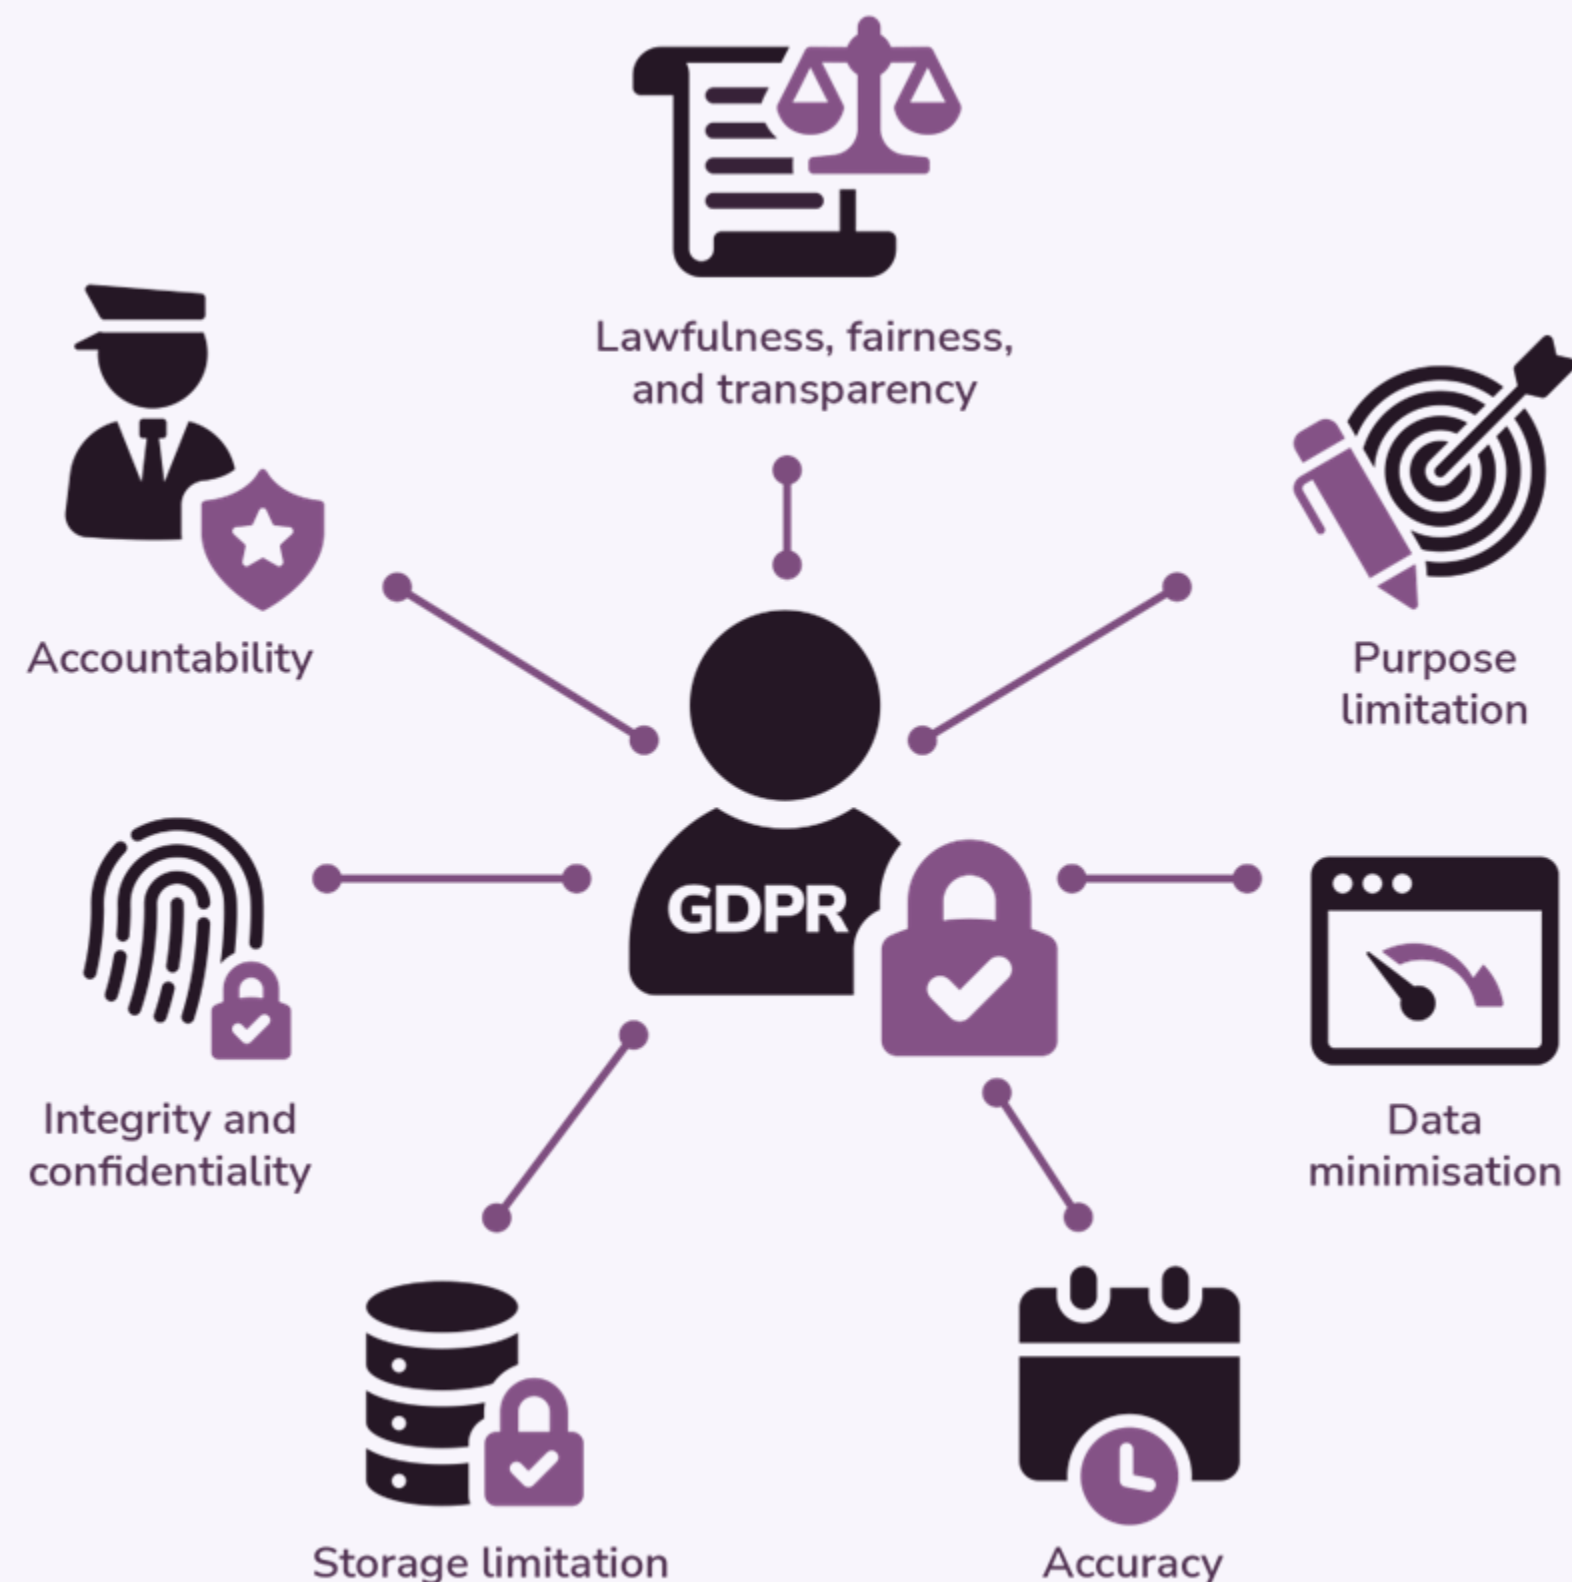 Lawfulness, fairness,
and transparency
Accountability
Purpose
limitation
GDPR
Integrity and
confidentiality
Data
minimisation
Storage limitation
Accuracy